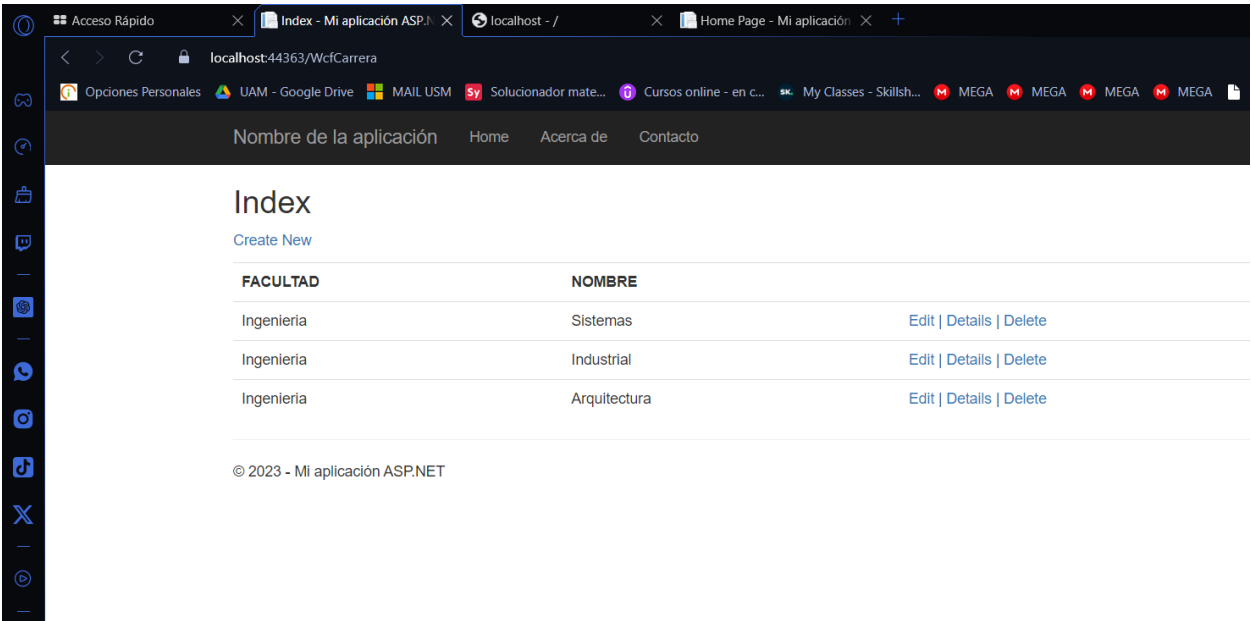 Acceso Rápido
Index - Mi aplicación ASP.N
localhost - /
Home Page - Mi aplicación
localhost:44363/WcfCarrera
Opciones Personales UAM - Google Drive MAIL USM Sy Solucionador mate... Cursos online - en c... SK. My Classes - Skillsh... M MEGA M MEGA M MEGA M MEGA
Nombre de la aplicación Home Acerca de Contacto
Index
Create New
FACULTAD NOMBRE
Ingenieria Sistemas Edit | Details | Delete
Ingenieria Industrial Edit | Details | Delete
Ingenieria Arquitectura Edit | Details | Delete
© 2023 - Mi aplicación ASP.NET